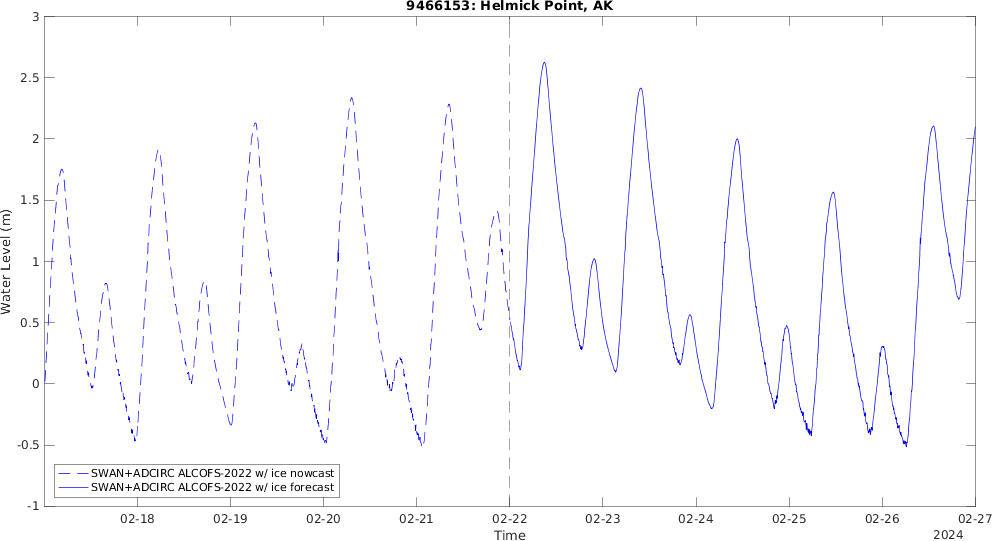 9466153: Helmick Point, AK
3
2.5
2
1.5
1
0.5
0
-0.5
-1
Water Level (m)
SWAN+ADCIRC ALCOFS-2022 w/ ice nowcast
SWAN+ADCIRC ALCOFS-2022 w/ ice forecast
02-18 02-19 02-20 02-21 02-22 02-23 02-24 02-25 02-26 02-27
Time
2024